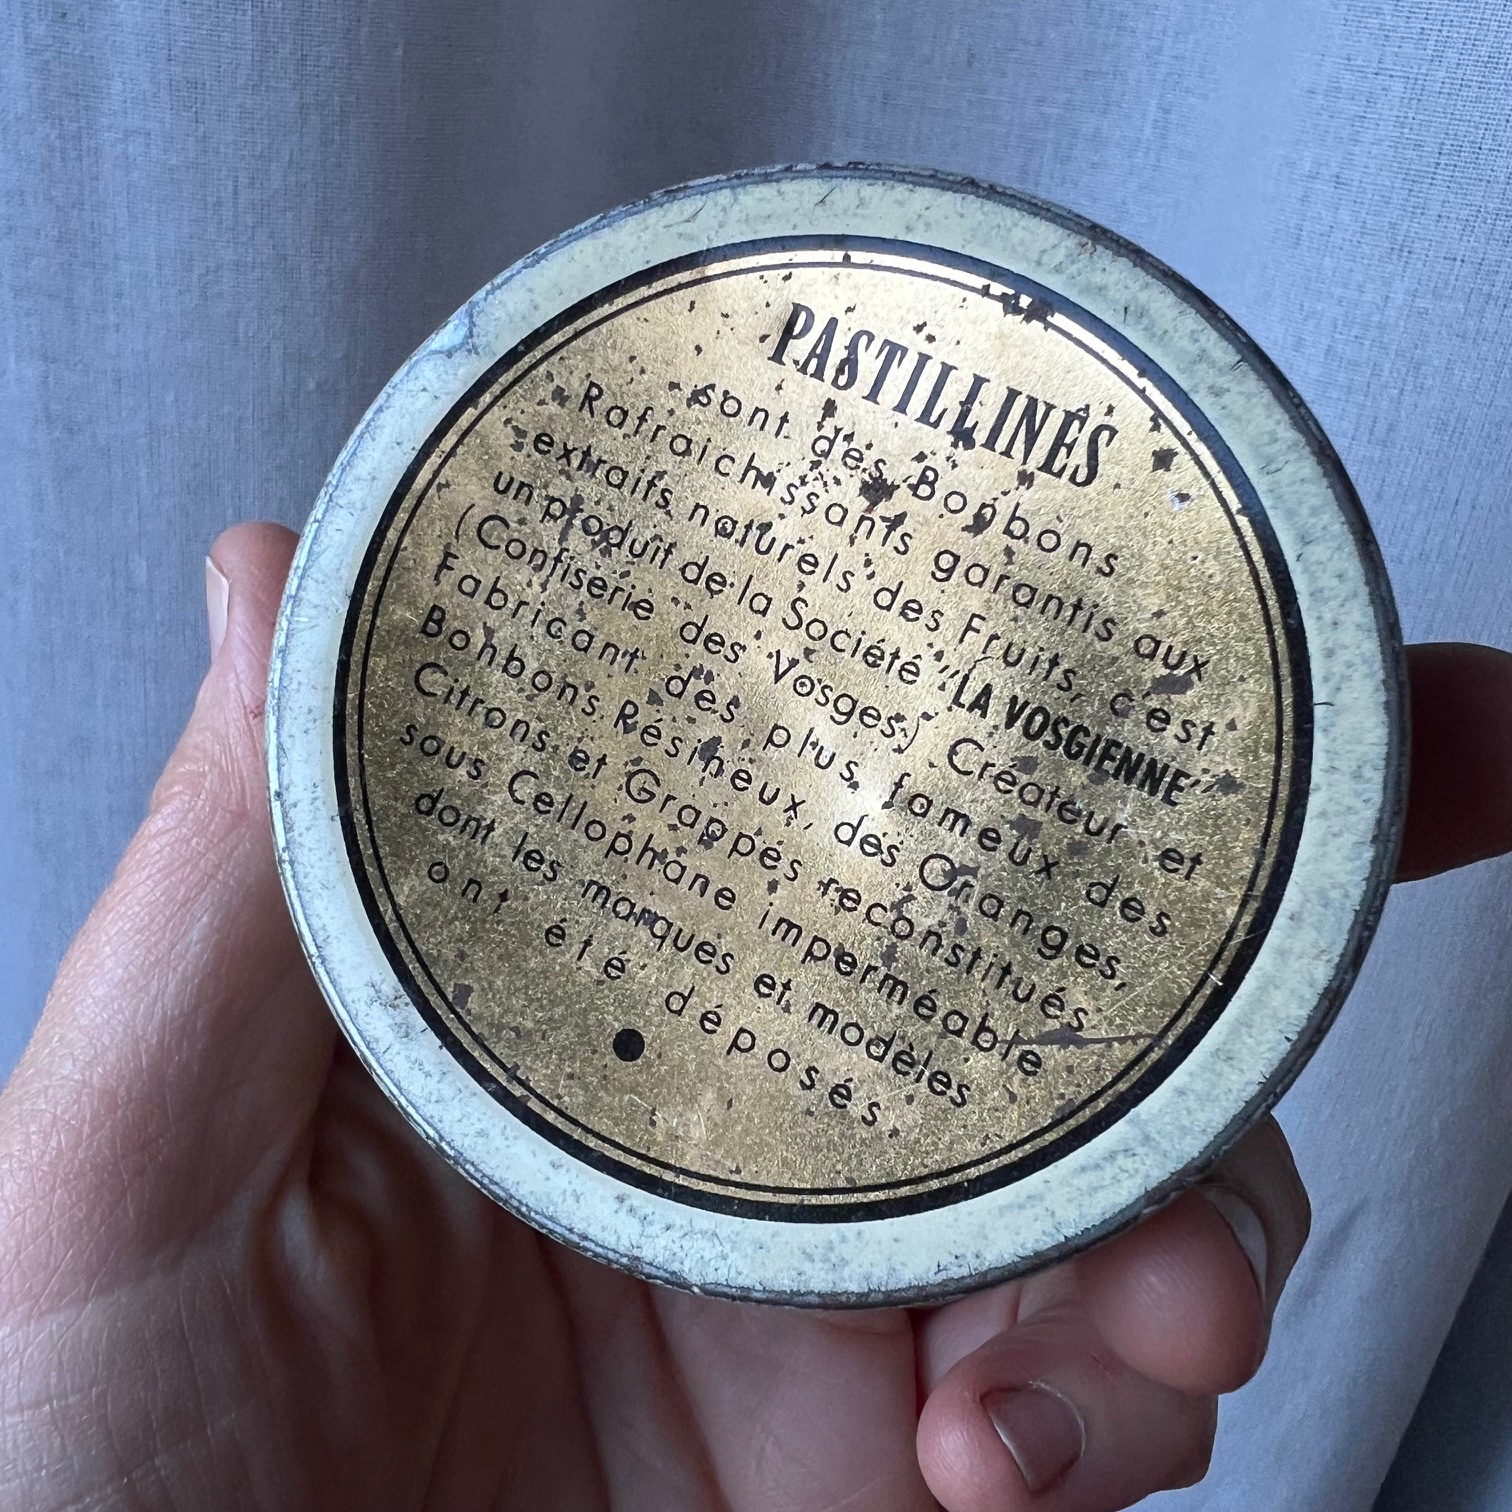 PASTILLINES
sont des Bonbons
Rafraichissants garantis aux
extraits naturels des Fruits, c'est
un produit de la Société "LA VOSGIENNE"
(Confiserie des Vosges) Créateur et
Fabricant des plus fameux des
Bonbons Résineux, des Oranges,
Citrons et Grappes reconstitués
sous Cellophane imperméable
dont les marques et modèles
ont été déposés